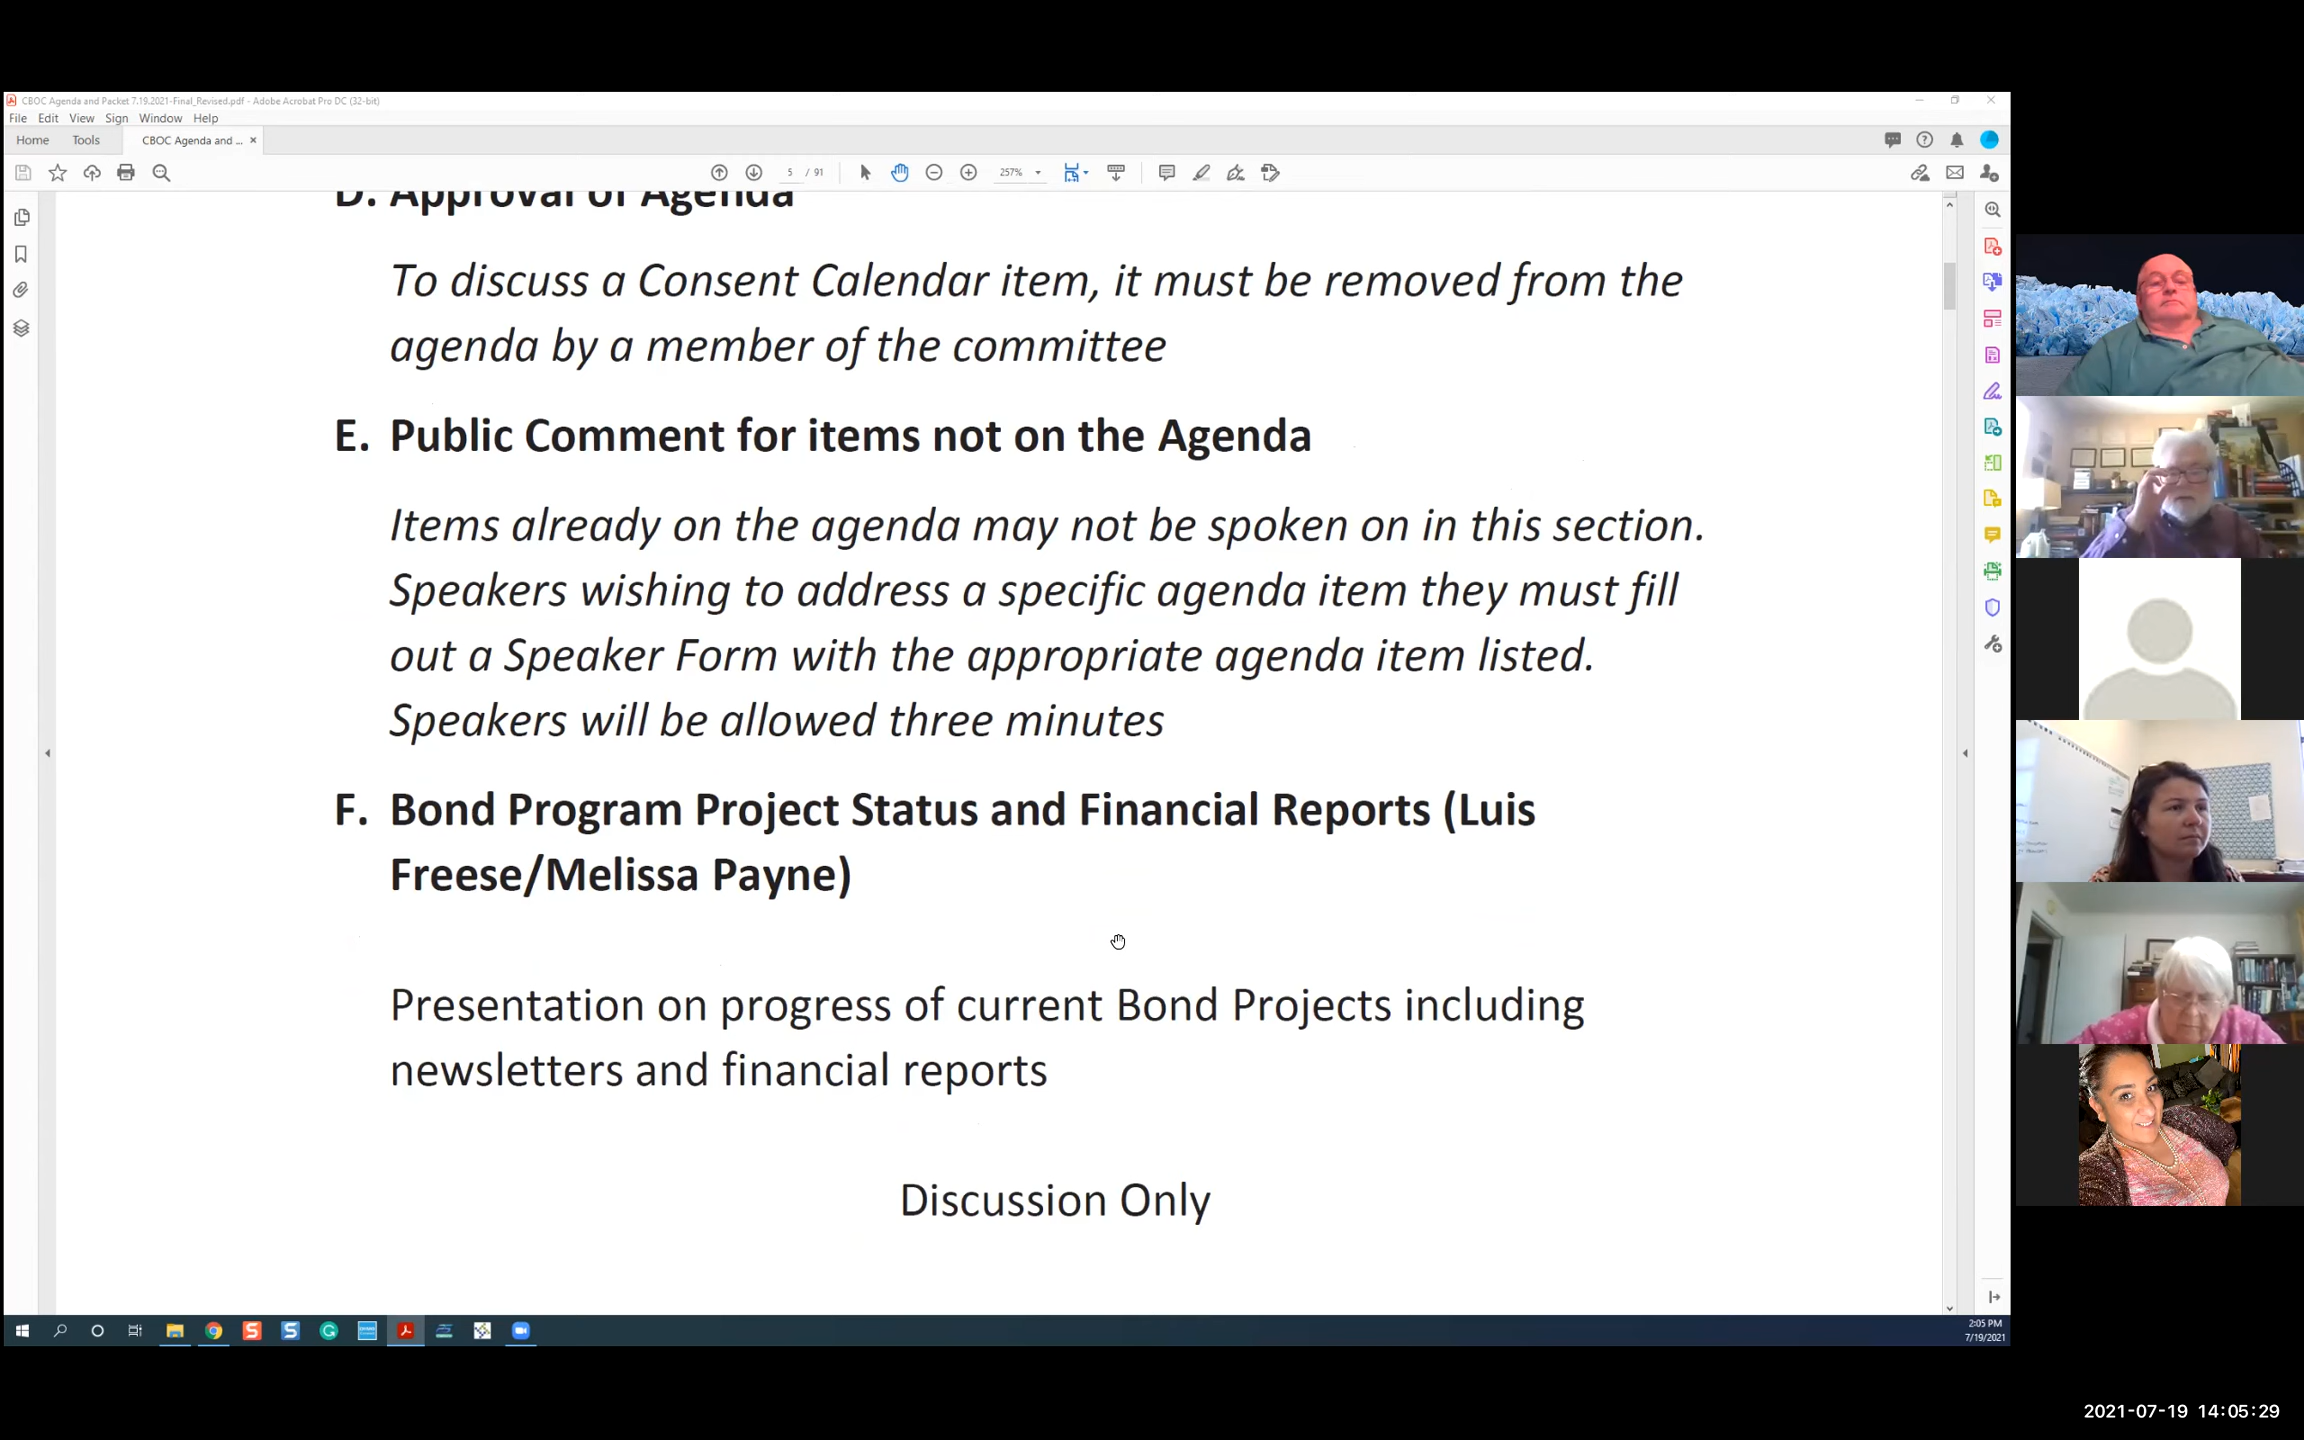 CBOC Agenda and Packet 7.19.2021-Final_Revised.pdf - Adobe Acrobat Pro DC (32-bit)
File Edit View Sign Window Help
Home Tools CBOC Agenda and ... ×
5 / 91 257%
D. Approval of Agenda
To discuss a Consent Calendar item, it must be removed from the
agenda by a member of the committee
E. Public Comment for items not on the Agenda
Items already on the agenda may not be spoken on in this section.
Speakers wishing to address a specific agenda item they must fill
out a Speaker Form with the appropriate agenda item listed.
Speakers will be allowed three minutes
F. Bond Program Project Status and Financial Reports (Luis
Freese/Melissa Payne)
Presentation on progress of current Bond Projects including
newsletters and financial reports
Discussion Only
2:05 PM
7/19/2021
2021-07-19 14:05:29